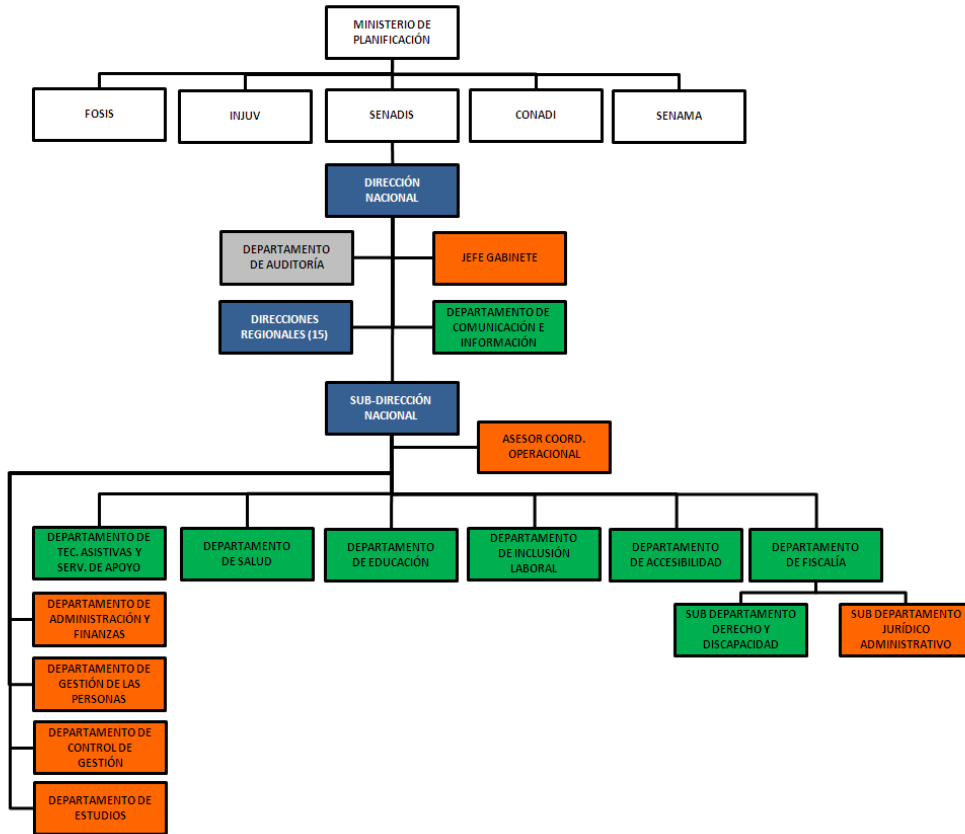 MINISTERIO DE
PLANIFICACIÓN
FOSIS
INJUV
SENADIS
CONADI
SENAMA
DIRECCIÓN
NACIONAL
DEPARTAMENTO
DE AUDITORÍA
JEFE GABINETE
DIRECCIONES
REGIONALES (15)
DEPARTAMENTO DE
COMUNICACIÓN E
INFORMACIÓN
SUB-DIRECCIÓN
NACIONAL
ASESOR COORD.
OPERACIONAL
DEPARTAMENTO DE
TEC. ASISTIVAS Y
SERV. DE APOYO
DEPARTAMENTO
DE SALUD
DEPARTAMENTO
DE EDUCACIÓN
DEPARTAMENTO
DE INCLUSIÓN
LABORAL
DEPARTAMENTO
DE ACCESIBILIDAD
DEPARTAMENTO
DE FISCALÍA
SUB DEPARTAMENTO
DERECHO Y
DISCAPACIDAD
SUB DEPARTAMENTO
JURÍDICO
ADMINISTRATIVO
DEPARTAMENTO DE
ADMINISTRACIÓN Y
FINANZAS
DEPARTAMENTO DE
GESTIÓN DE LAS
PERSONAS
DEPARTAMENTO DE
CONTROL DE
GESTIÓN
DEPARTAMENTO DE
ESTUDIOS